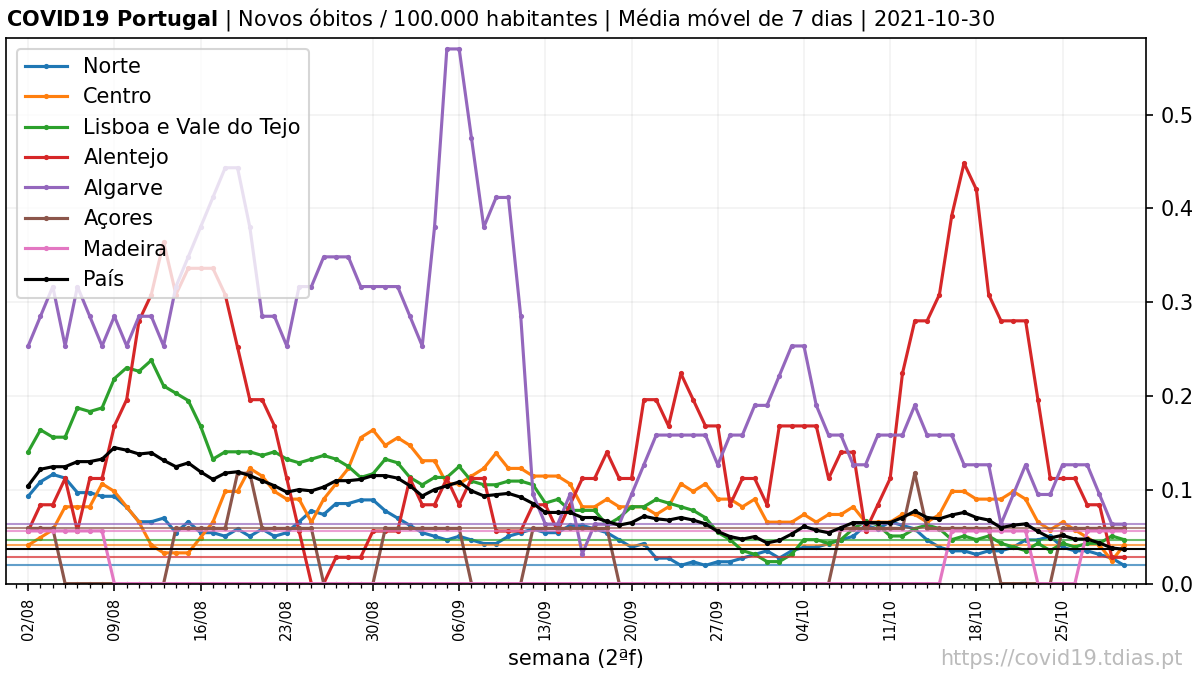 COVID19 Portugal | Novos óbitos / 100.000 habitantes | Média móvel de 7 dias | 2021-10-30
Norte
Centro
Lisboa e Vale do Tejo
Alentejo
Algarve
Açores
Madeira
País
0.5
0.4
0.3
0.2
0.1
0.0
02/08
09/08
16/08
23/08
30/08
06/09
13/09
20/09
27/09
04/10
11/10
18/10
25/10
semana (2ªf)
https://covid19.tdias.pt